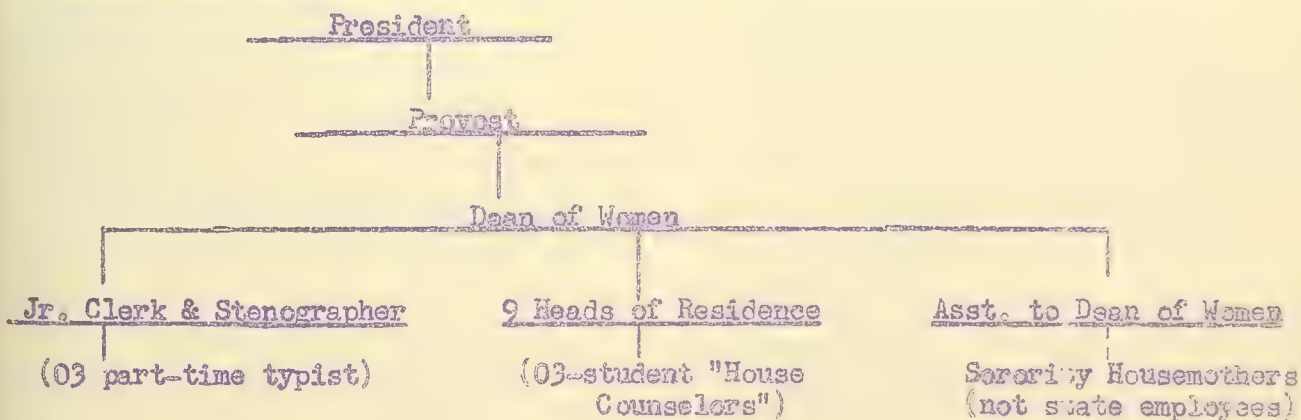 President
Provost
Dean of Women
Jr. Clerk & Stenographer 9 Heads of Residence Asst. to Dean of Women
(03 part-time typist) (03-student "House Sorority Housemothers
Counselors") (not state employees)